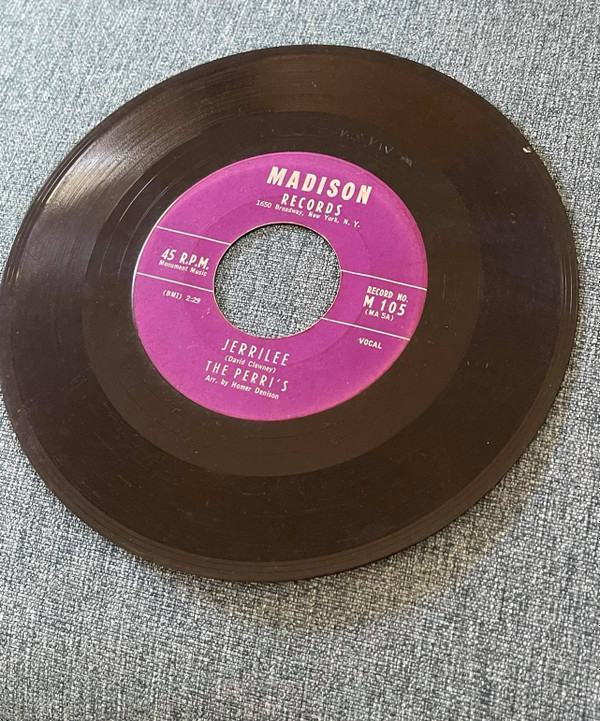 MADISON
RECORDS
1650 Broadway, New York, N. Y.
45 R.P.M.
Monument Music
(BMI) 2:29
RECORD NO.
M 105
(MA 5A)
VOCAL
JERRILEE
(David Clowney)
THE PERRI'S
Arr. by Homer Denison